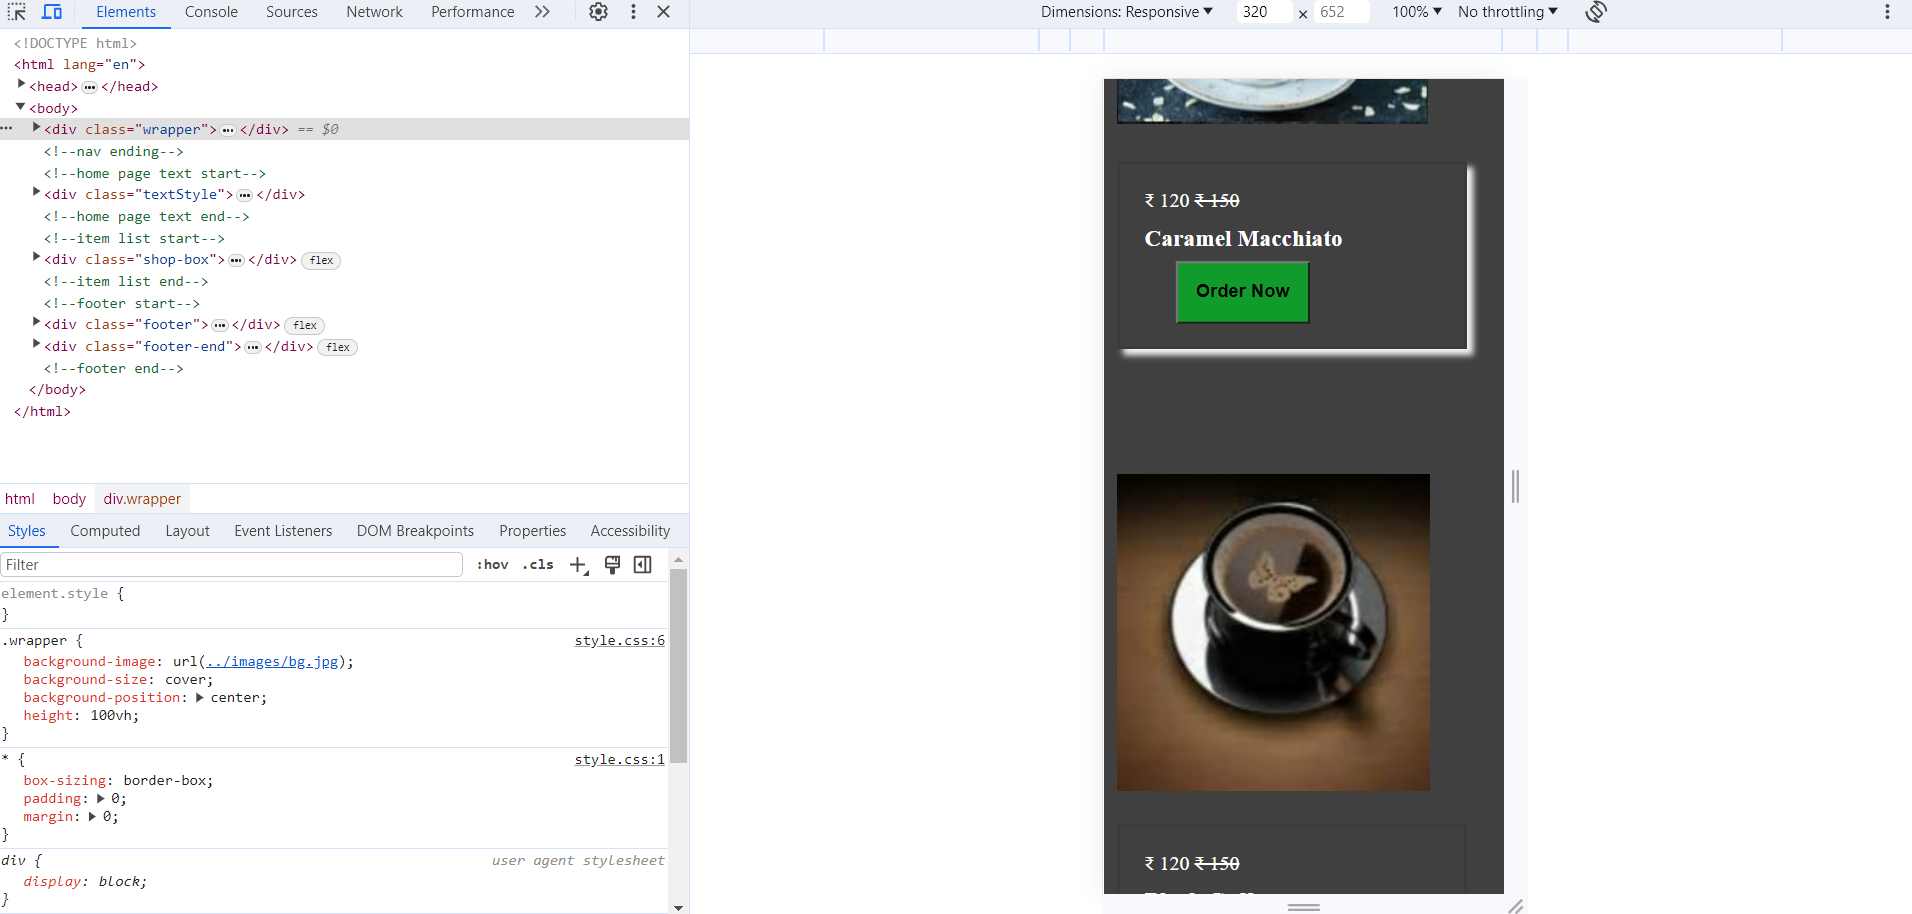 Elements Console Sources Network Performance
Dimensions: Responsive 320 × 652 100% No throttling
<!DOCTYPE html>
<html lang="en">
<head> ••• </head>
<body>
••• <div class="wrapper"> ••• </div> == $0
<!--nav ending-->
<!--home page text start-->
<div class="textStyle"> ••• </div>
<!--home page text end-->
<!--item list start-->
<div class="shop-box"> ••• </div> flex
<!--item list end-->
<!--footer start-->
<div class="footer"> ••• </div> flex
<div class="footer-end"> ••• </div> flex
<!--footer end-->
</body>
</html>
html body div.wrapper
Styles Computed Layout Event Listeners DOM Breakpoints Properties Accessibility
Filter :hov .cls
element.style {
}
.wrapper { style.css:6
background-image: url(../images/bg.jpg);
background-size: cover;
background-position: center;
height: 100vh;
}
* { style.css:1
box-sizing: border-box;
padding: 0;
margin: 0;
}
div { user agent stylesheet
display: block;
}
₹ 120 ₹ 150
Caramel Macchiato
Order Now
₹ 120 ₹ 150